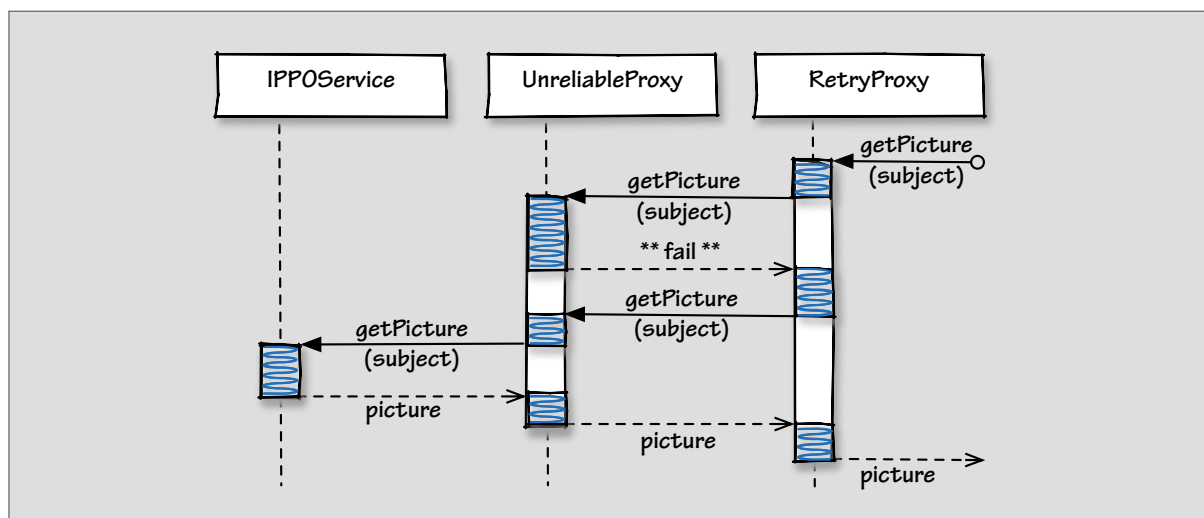 IPPOService
UnreliableProxy
RetryProxy
getPicture
(subject)
getPicture
(subject)
** fail **
getPicture
(subject)
getPicture
(subject)
picture
picture
picture